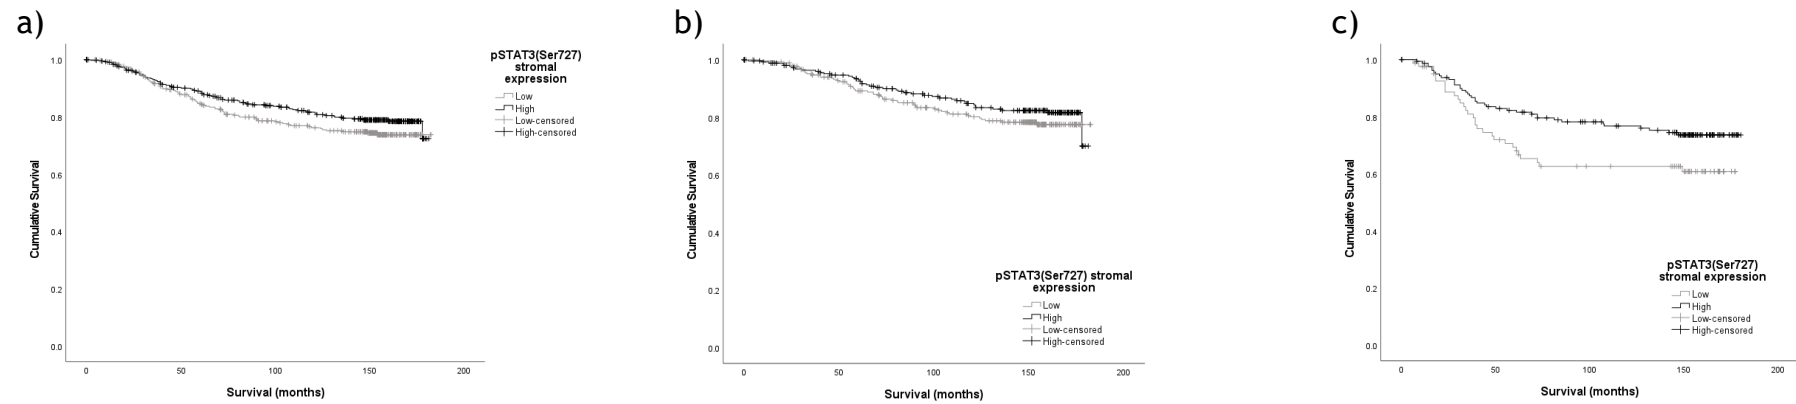 a)
1.0
0.8
0.6
0.4
0.2
0.0
Cumulative Survival
0 50 100 150 200
Survival (months)
pSTAT3(Ser727)
stromal
expression
Low
High
Low-censored
High-censored
b)
1.0
0.8
0.6
0.4
0.2
0.0
Cumulative Survival
0 50 100 150 200
Survival (months)
pSTAT3(Ser727) stromal
expression
Low
High
Low-censored
High-censored
c)
1.0
0.8
0.6
0.4
0.2
0.0
Cumulative Survival
0 50 100 150 200
Survival (months)
pSTAT3(Ser727)
stromal expression
Low
High
Low-censored
High-censored